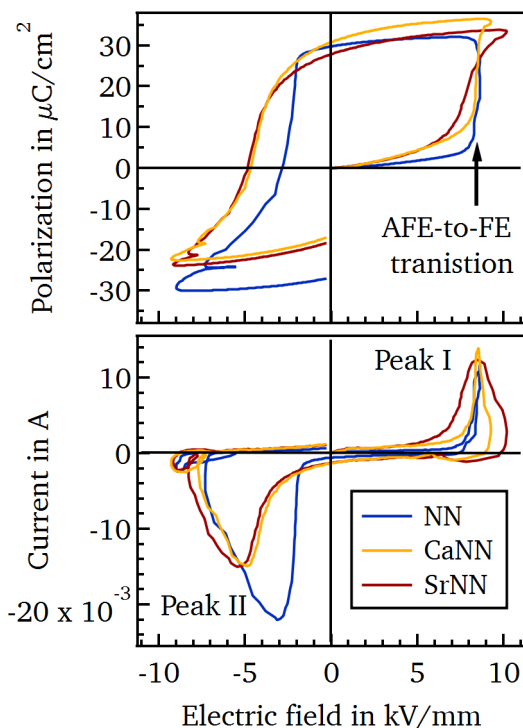 Polarization in μC/cm²
30
20
10
0
-10
-20
-30
AFE-to-FE
tranistion
Current in A
10
0
-10
-20 x 10⁻³
Peak I
Peak II
NN
CaNN
SrNN
-10 -5 0 5 10
Electric field in kV/mm